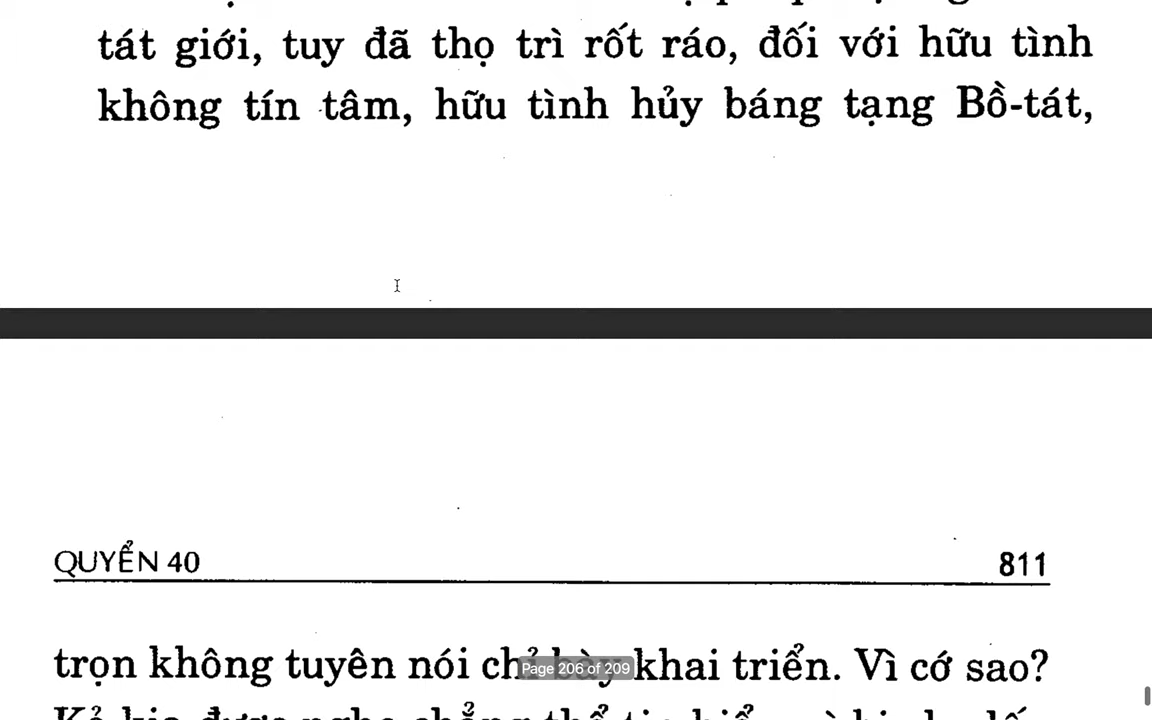 tát giới, tuy đã thọ trì rốt ráo, đối với hữu tình
không tín tâm, hữu tình hủy báng tạng Bồ-tát,
QUYỂN 40 811
trọn không tuyên nói chỉ bày khai triển. Vì cớ sao?
Page 206 of 209